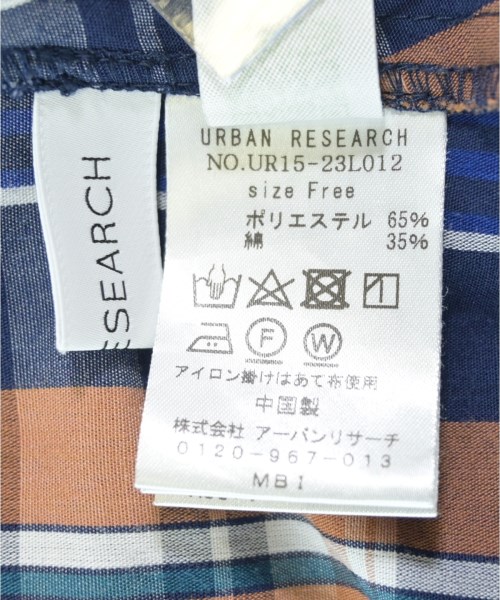 URBAN RESEARCH
NO.UR15-23L012
size Free
ポリエステル 65%
綿 35%
F W
アイロン掛けはあて布使用
中国製
株式会社 アーバンリサーチ
0120-967-013
MBI
RESEARCH